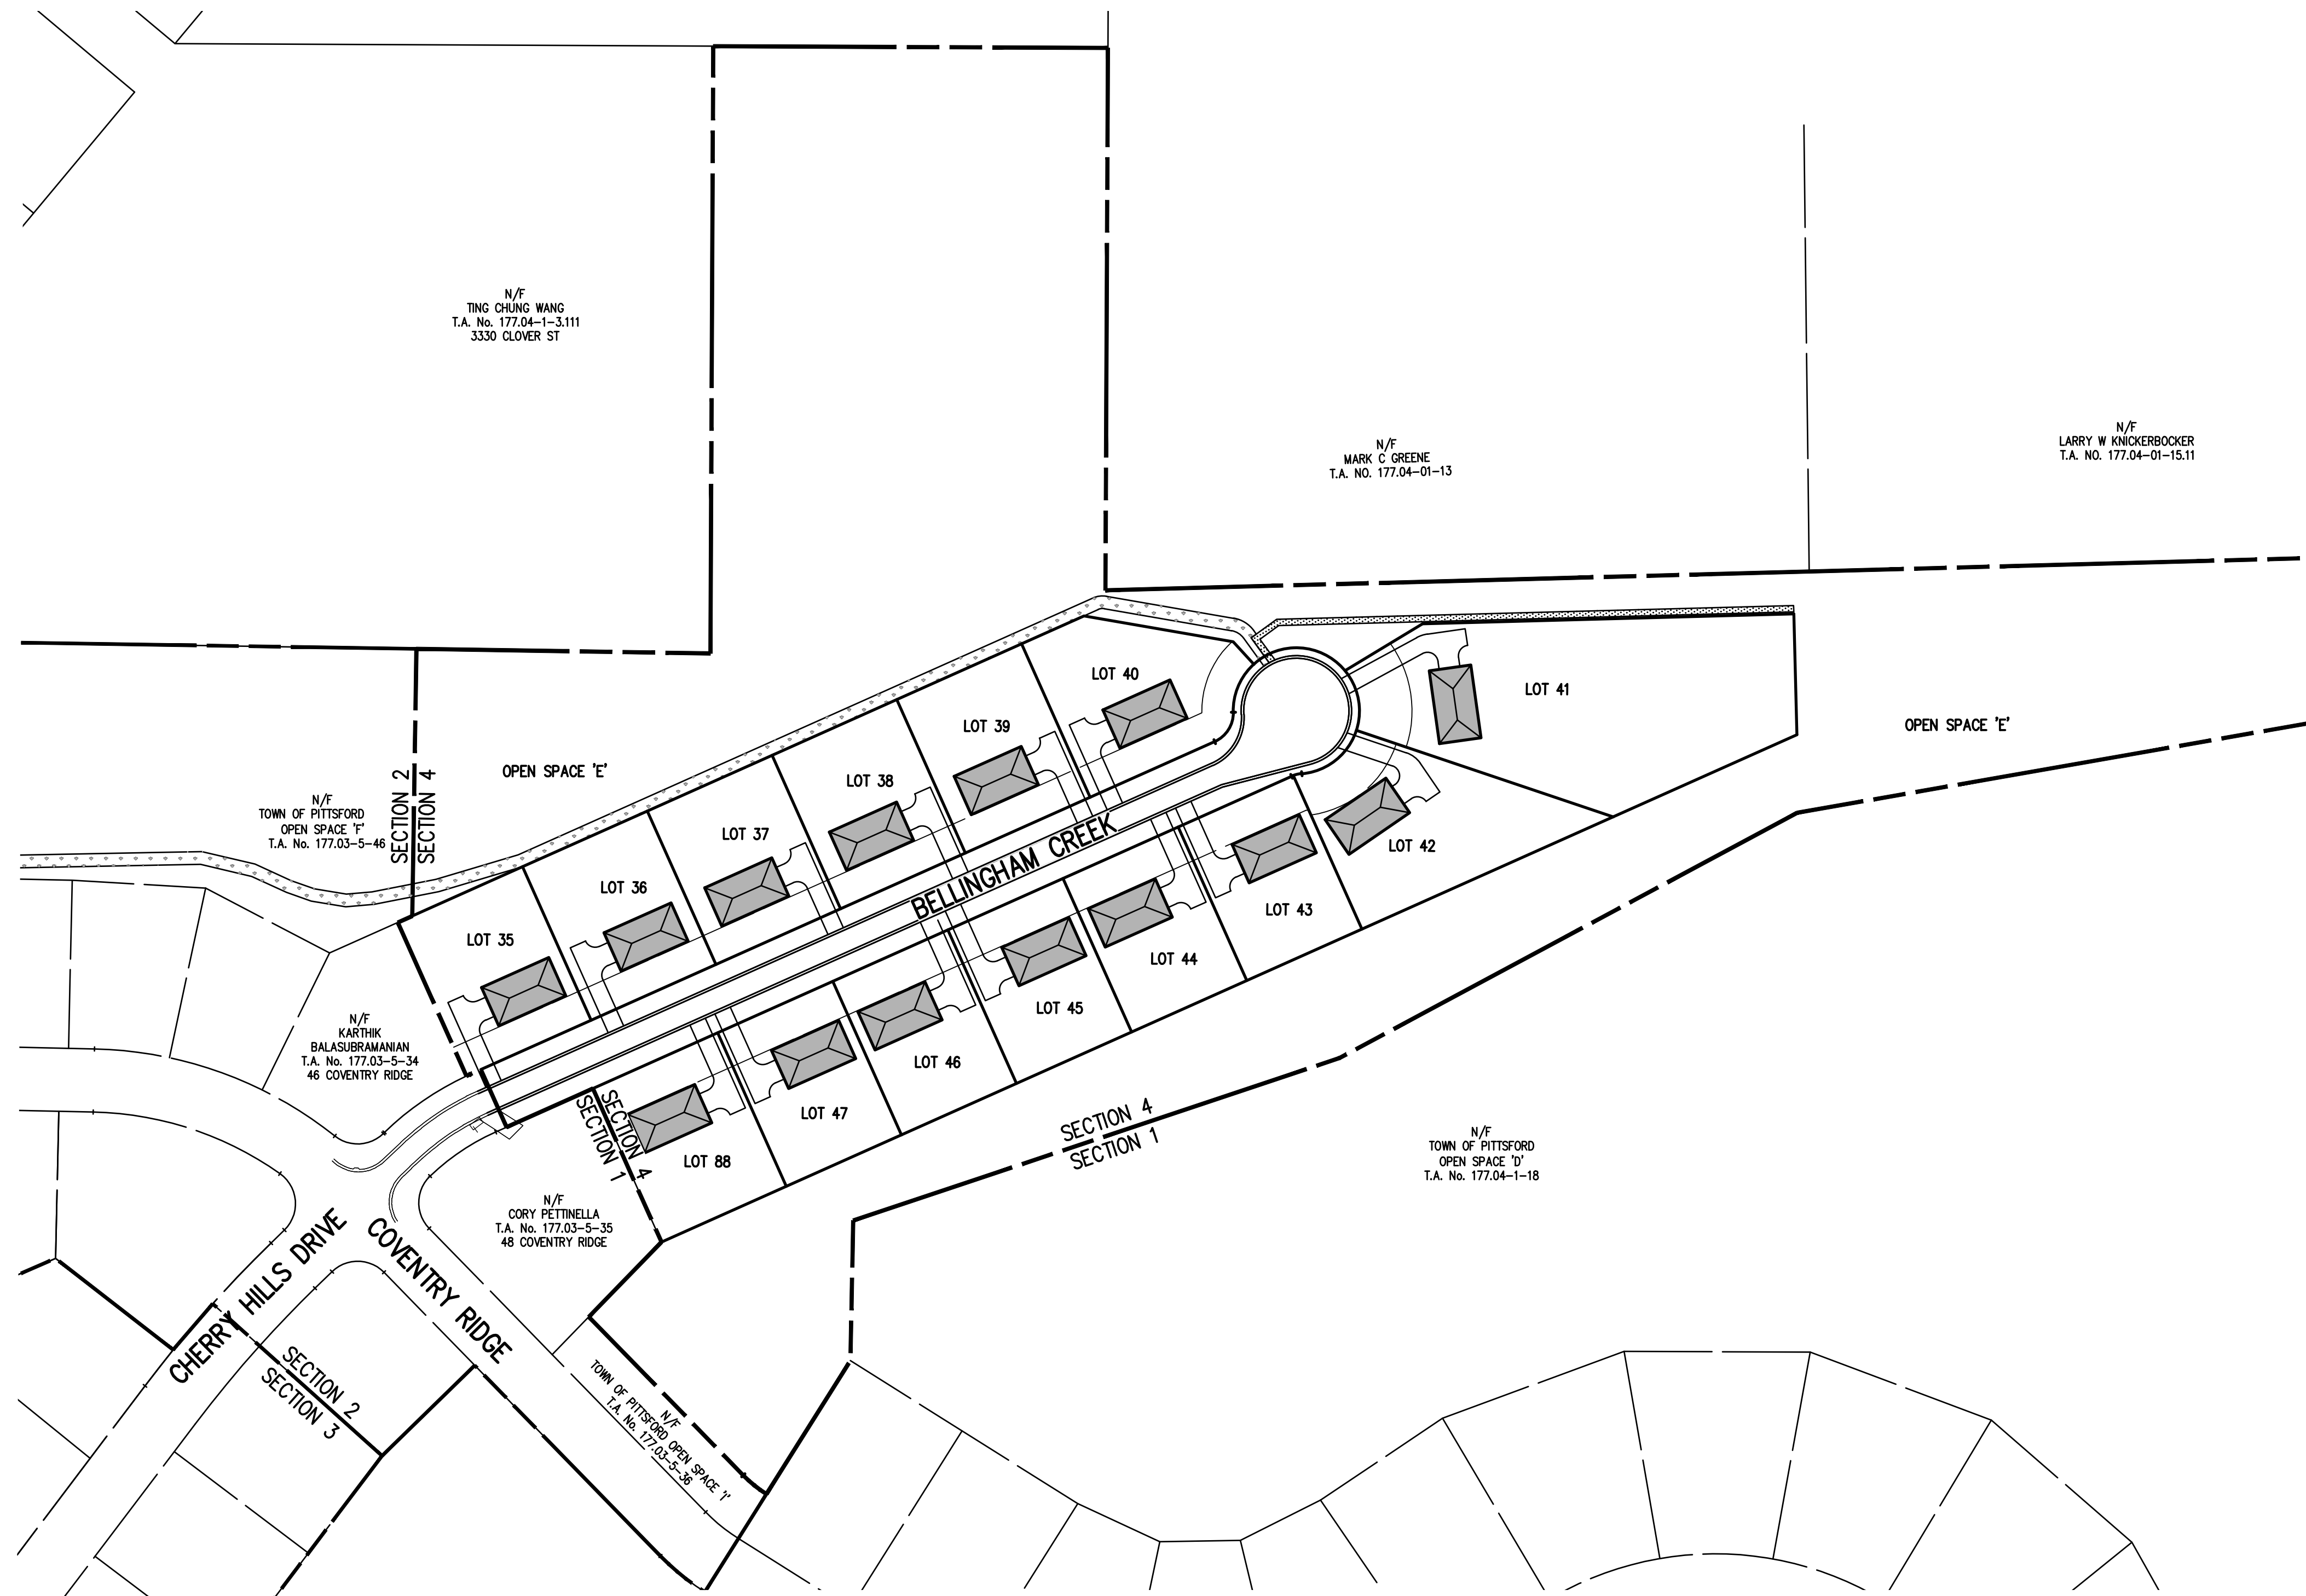 N/F
TING CHUNG WANG
T.A. No. 177.04-1-3.111
3330 CLOVER ST
N/F
MARK C GREENE
T.A. NO. 177.04-01-13
N/F
LARRY W KNICKERBOCKER
T.A. NO. 177.04-01-15.11
N/F
TOWN OF PITTSFORD
OPEN SPACE 'F'
T.A. No. 177.03-5-46
SECTION 2
SECTION 4
OPEN SPACE 'E'
LOT 35
LOT 36
LOT 37
LOT 38
LOT 39
LOT 40
LOT 41
OPEN SPACE 'E'
BELLINGHAM CREEK
LOT 42
LOT 43
LOT 44
LOT 45
LOT 46
LOT 47
LOT 88
N/F
KARTHIK
BALASUBRAMANIAN
T.A. No. 177.03-5-34
46 COVENTRY RIDGE
SECTION 4
SECTION 1
SECTION 4
SECTION 1
N/F
TOWN OF PITTSFORD
OPEN SPACE 'D'
T.A. No. 177.04-1-18
N/F
CORY PETTINELLA
T.A. No. 177.03-5-35
48 COVENTRY RIDGE
CHERRY HILLS DRIVE
COVENTRY RIDGE
SECTION 2
SECTION 3
N/F
TOWN OF PITTSFORD OPEN SPACE 'I'
T.A. No. 177.03-5-36